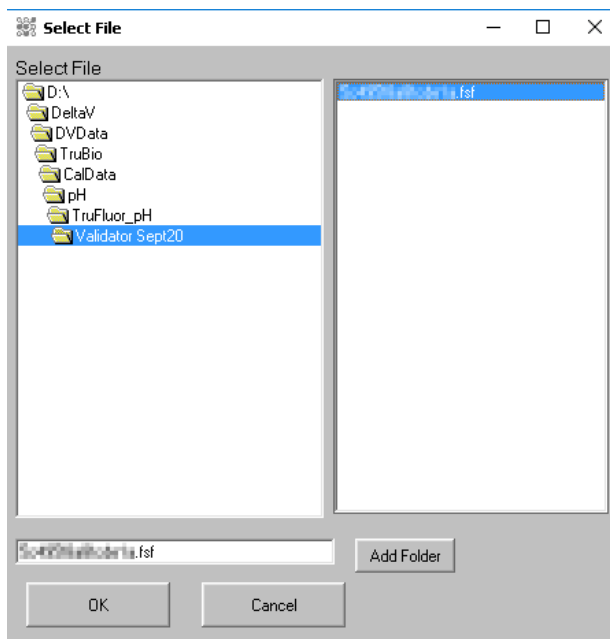 Select File
Select File
D:\
DeltaV
DVData
TruBio
CalData
pH
TruFluor_pH
Validator Sept20
.fsf
.fsf
Add Folder
OK
Cancel